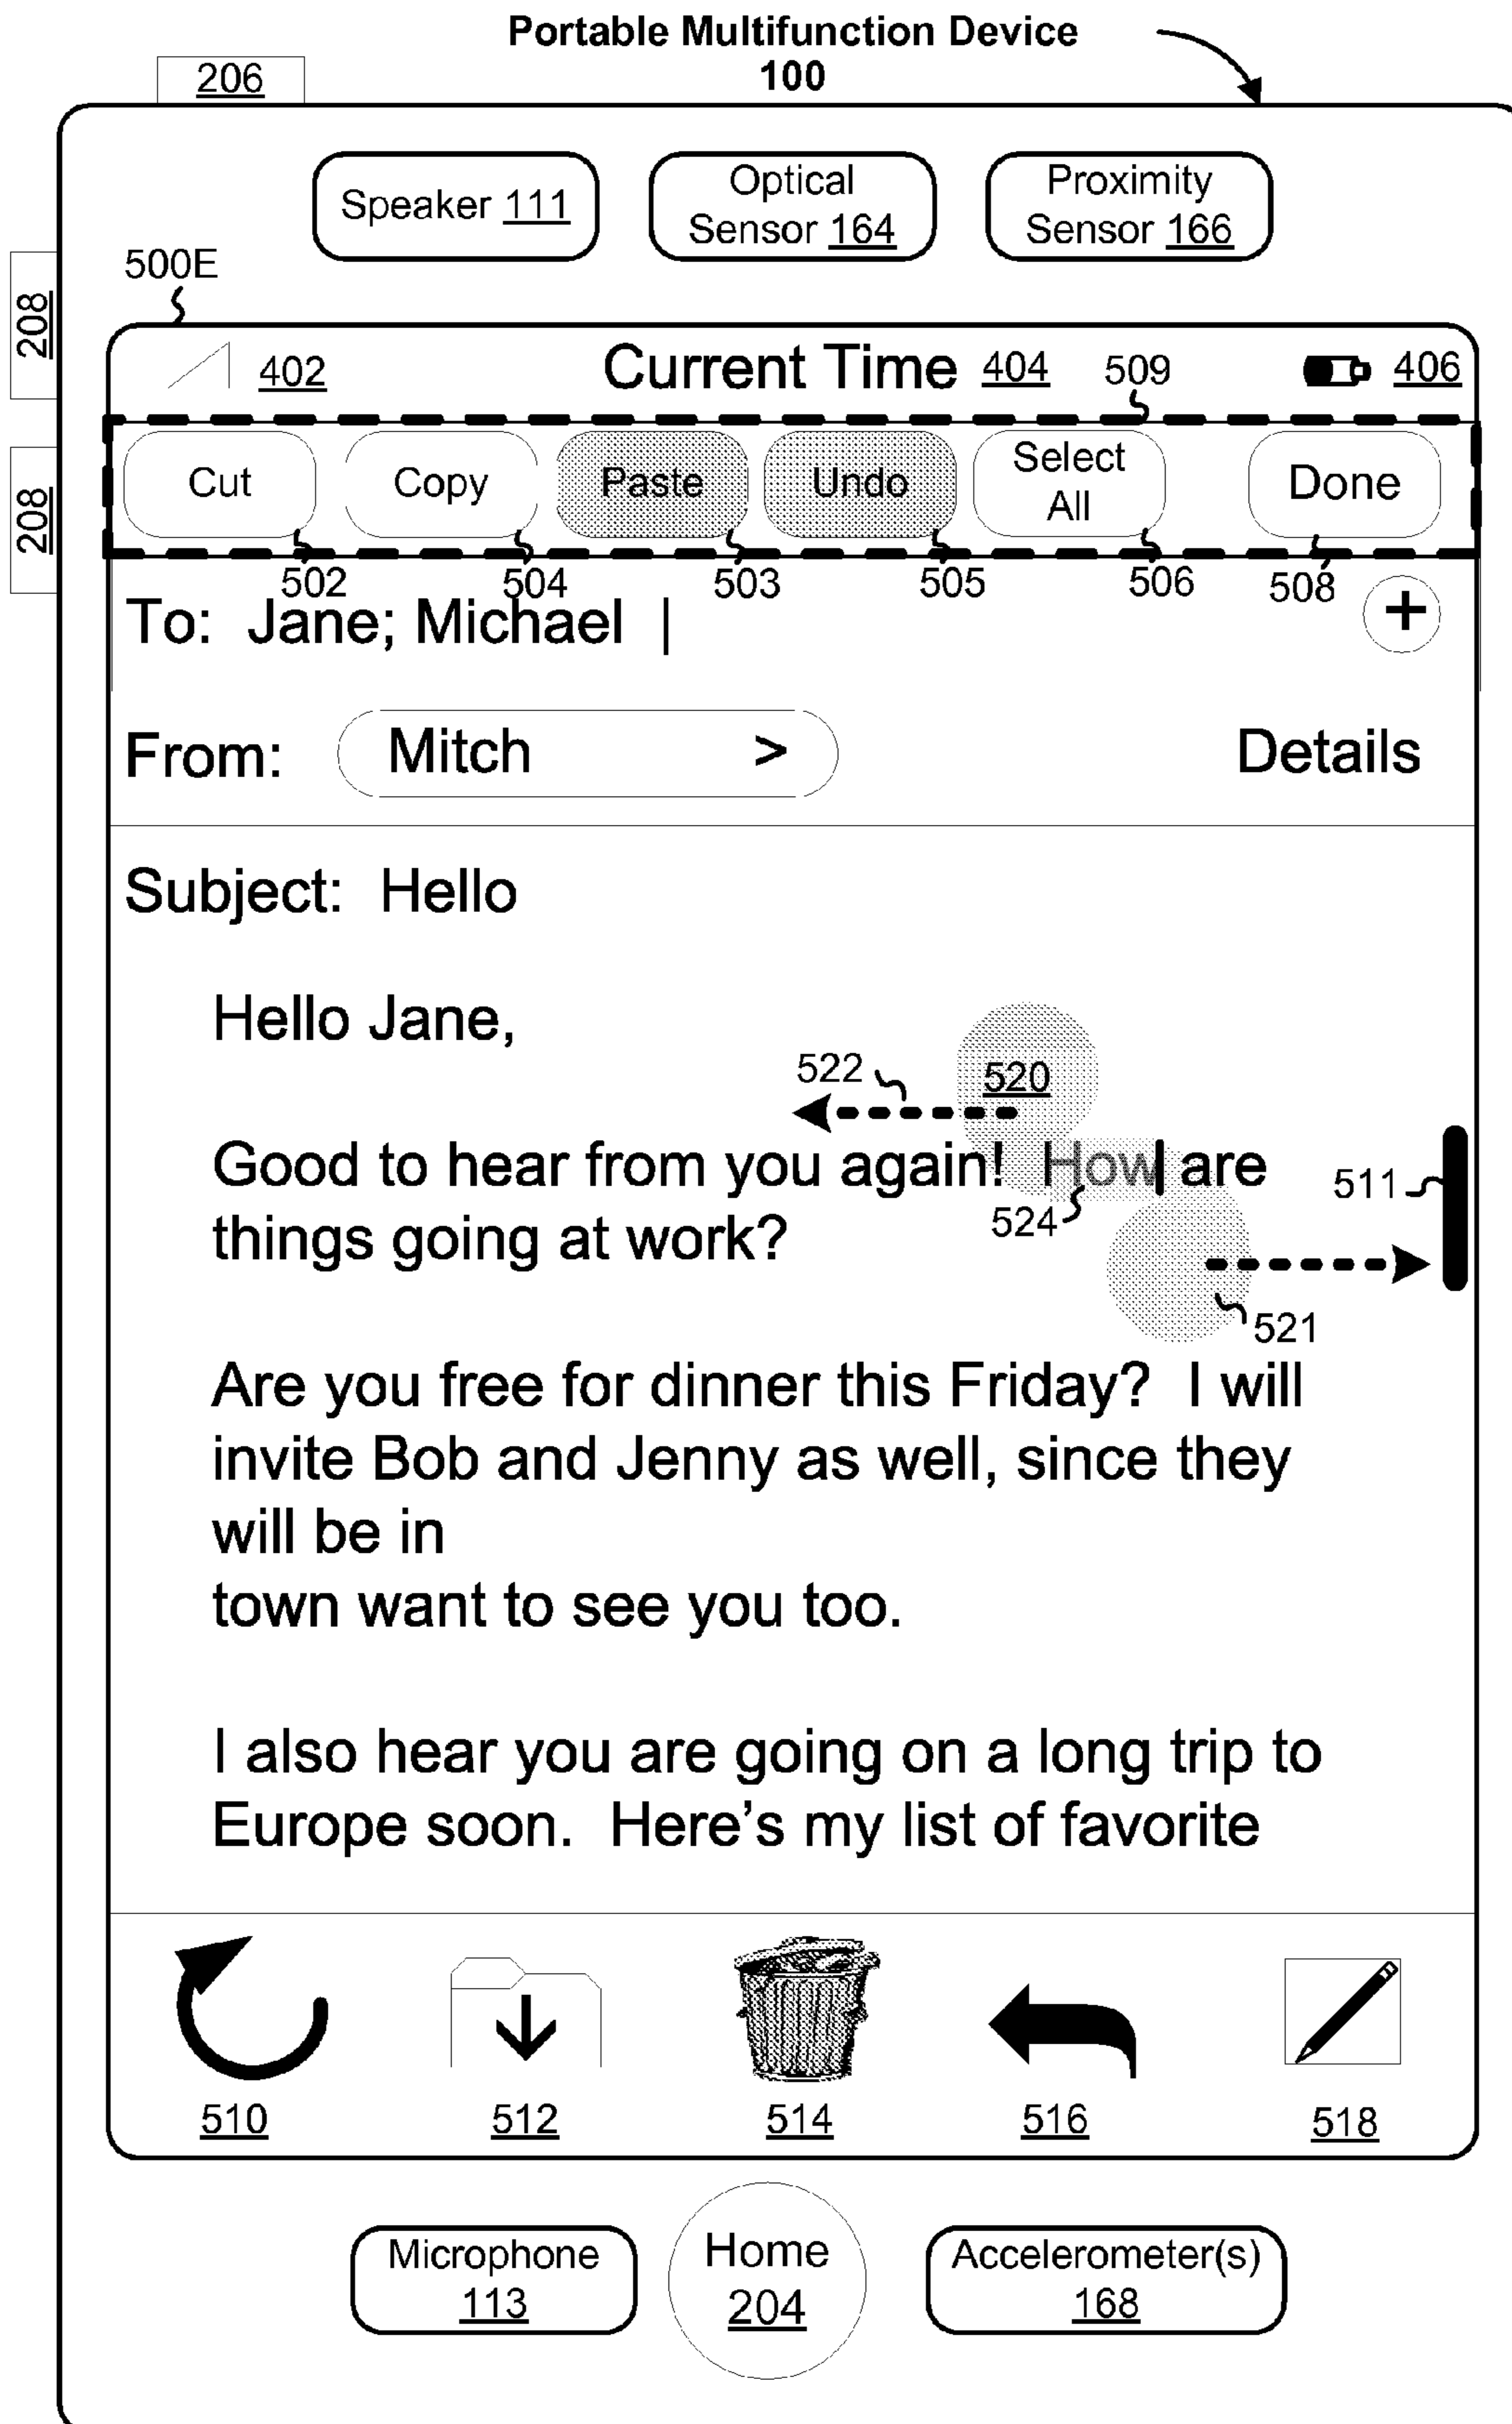 Portable Multifunction Device
100
206
Speaker 111
Optical
Sensor 164
Proximity
Sensor 166
500E
208
208
402
Current Time 404
509
406
Cut
Copy
Paste
Undo
Select
All
Done
502
504
503
505
506
508
To: Jane; Michael |
+
From: Mitch >
Details
Subject: Hello
Hello Jane,
522
520
Good to hear from you again! How are
511
524
things going at work?
521
Are you free for dinner this Friday? I will
invite Bob and Jenny as well, since they
will be in
town want to see you too.
I also hear you are going on a long trip to
Europe soon. Here's my list of favorite
510
512
514
516
518
Microphone
113
Home
204
Accelerometer(s)
168